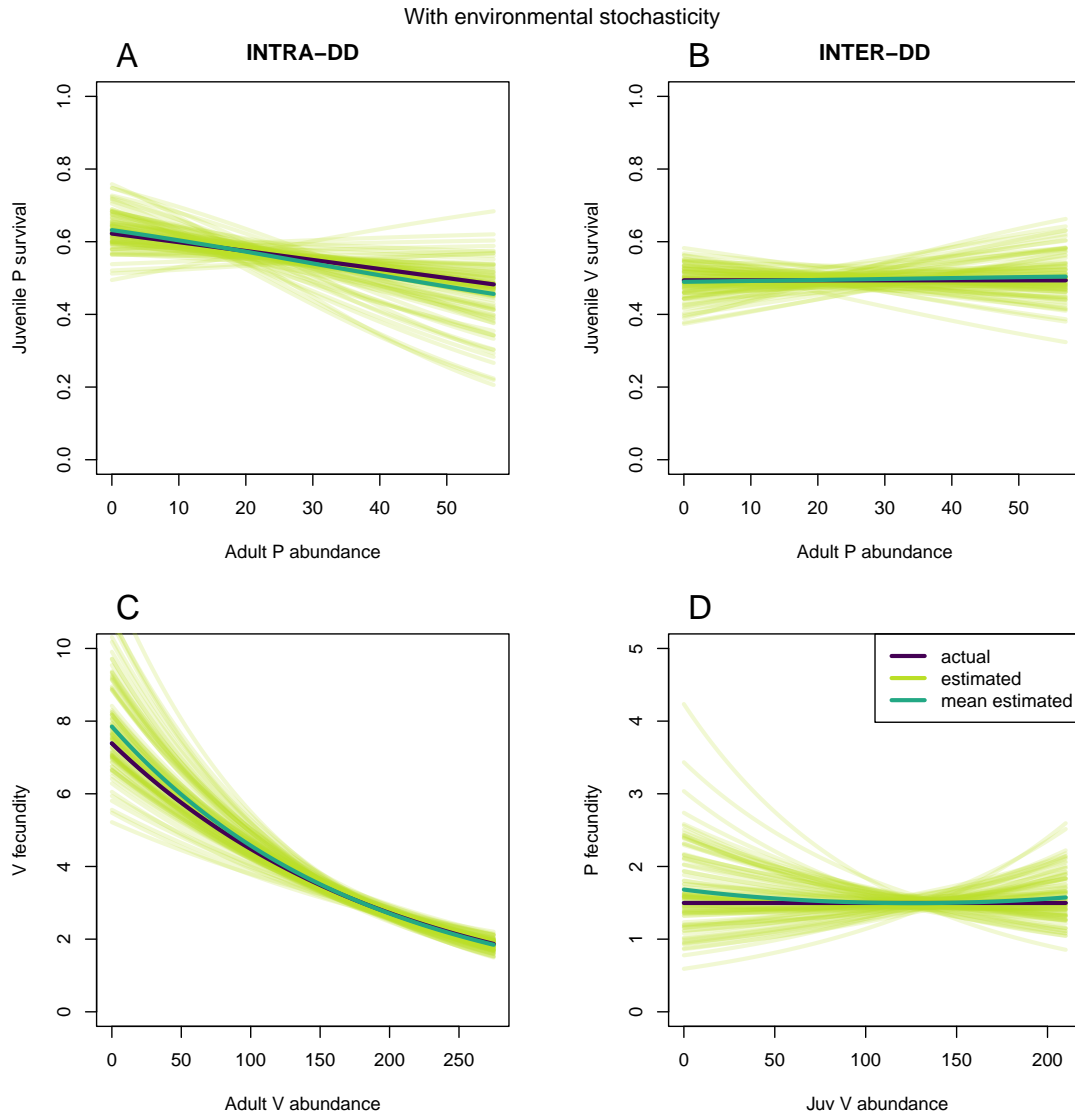 With environmental stochasticity
A
INTRA−DD
B
INTER−DD
1.0
0.8
0.6
0.4
0.2
0.0
Juvenile P survival
0 10 20 30 40 50
Adult P abundance
1.0
0.8
0.6
0.4
0.2
0.0
Juvenile V survival
0 10 20 30 40 50
Adult P abundance
C
10
8
6
4
2
0
V fecundity
0 50 100 150 200 250
Adult V abundance
D
5
4
3
2
1
0
P fecundity
actual
estimated
mean estimated
0 50 100 150 200
Juv V abundance